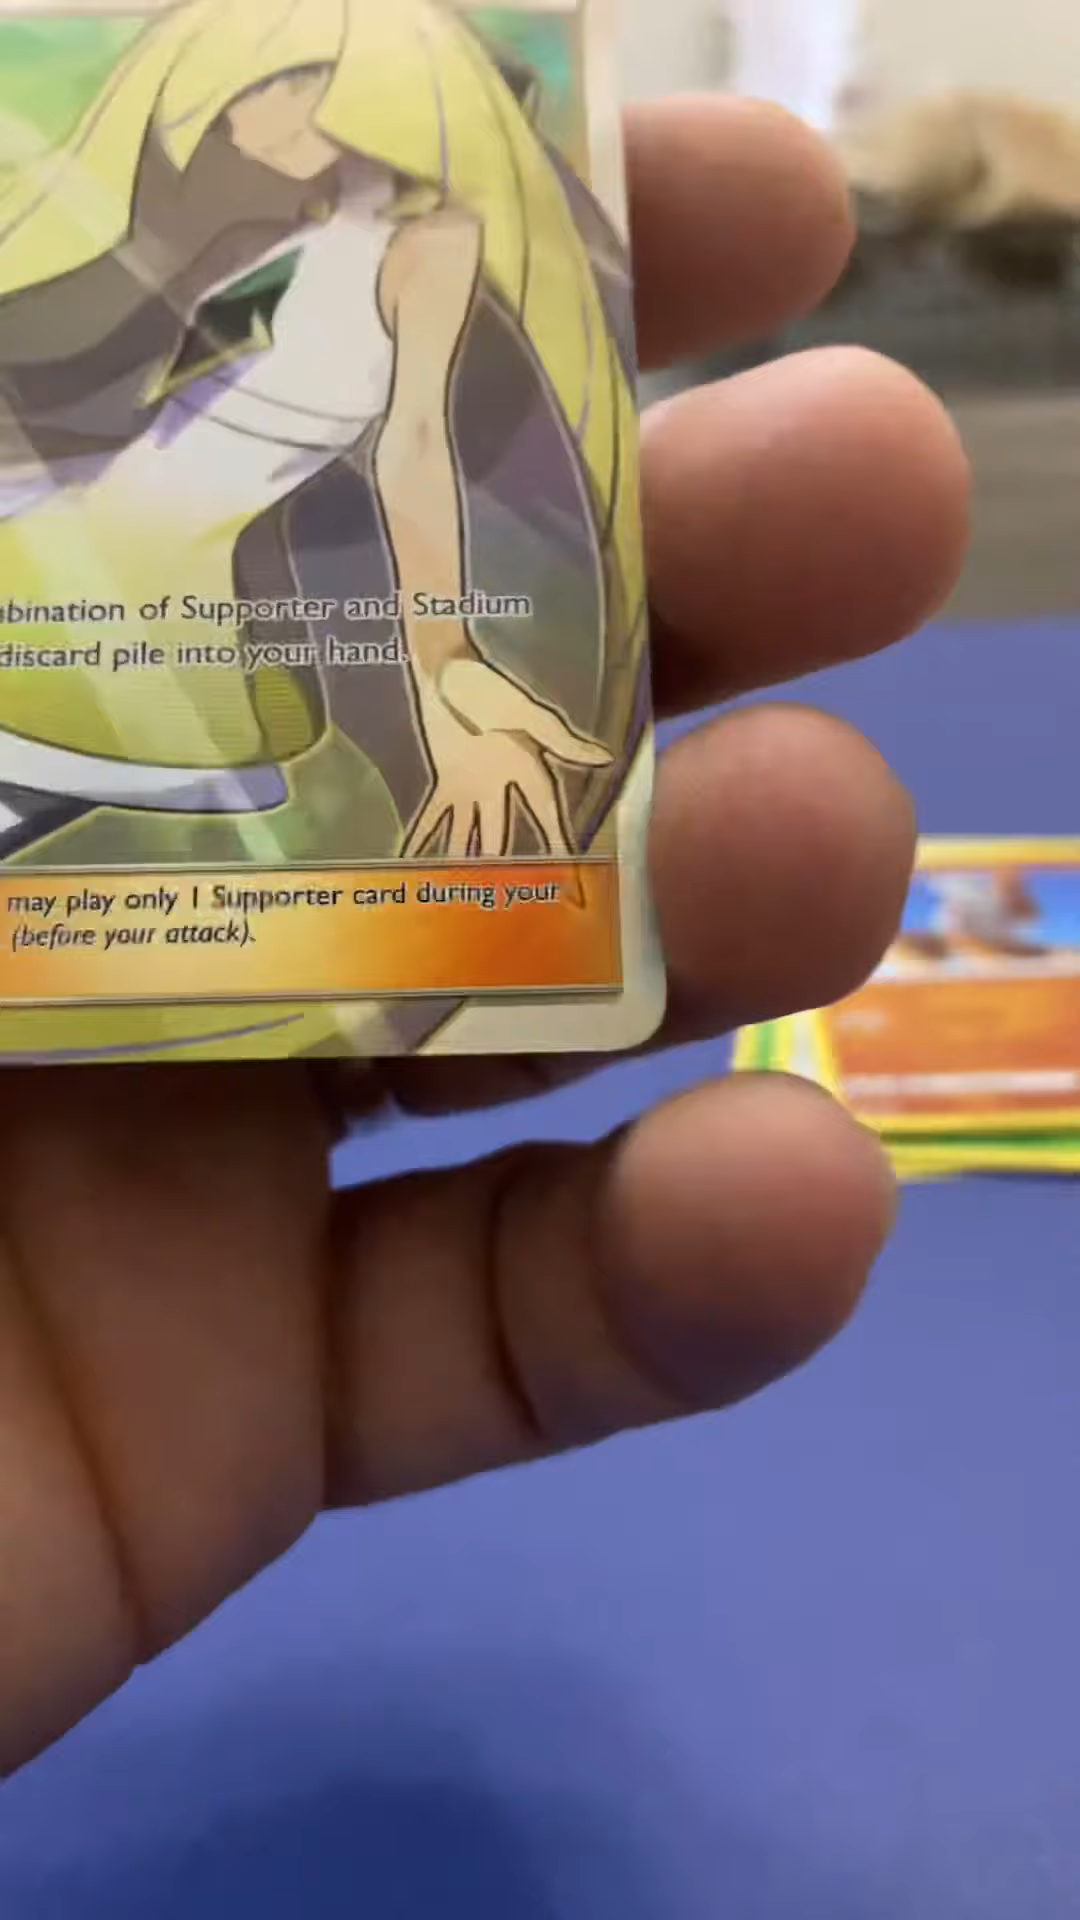 bination of Supporter and Stadium
discard pile into your hand.
may play only 1 Supporter card during your
(before your attack).